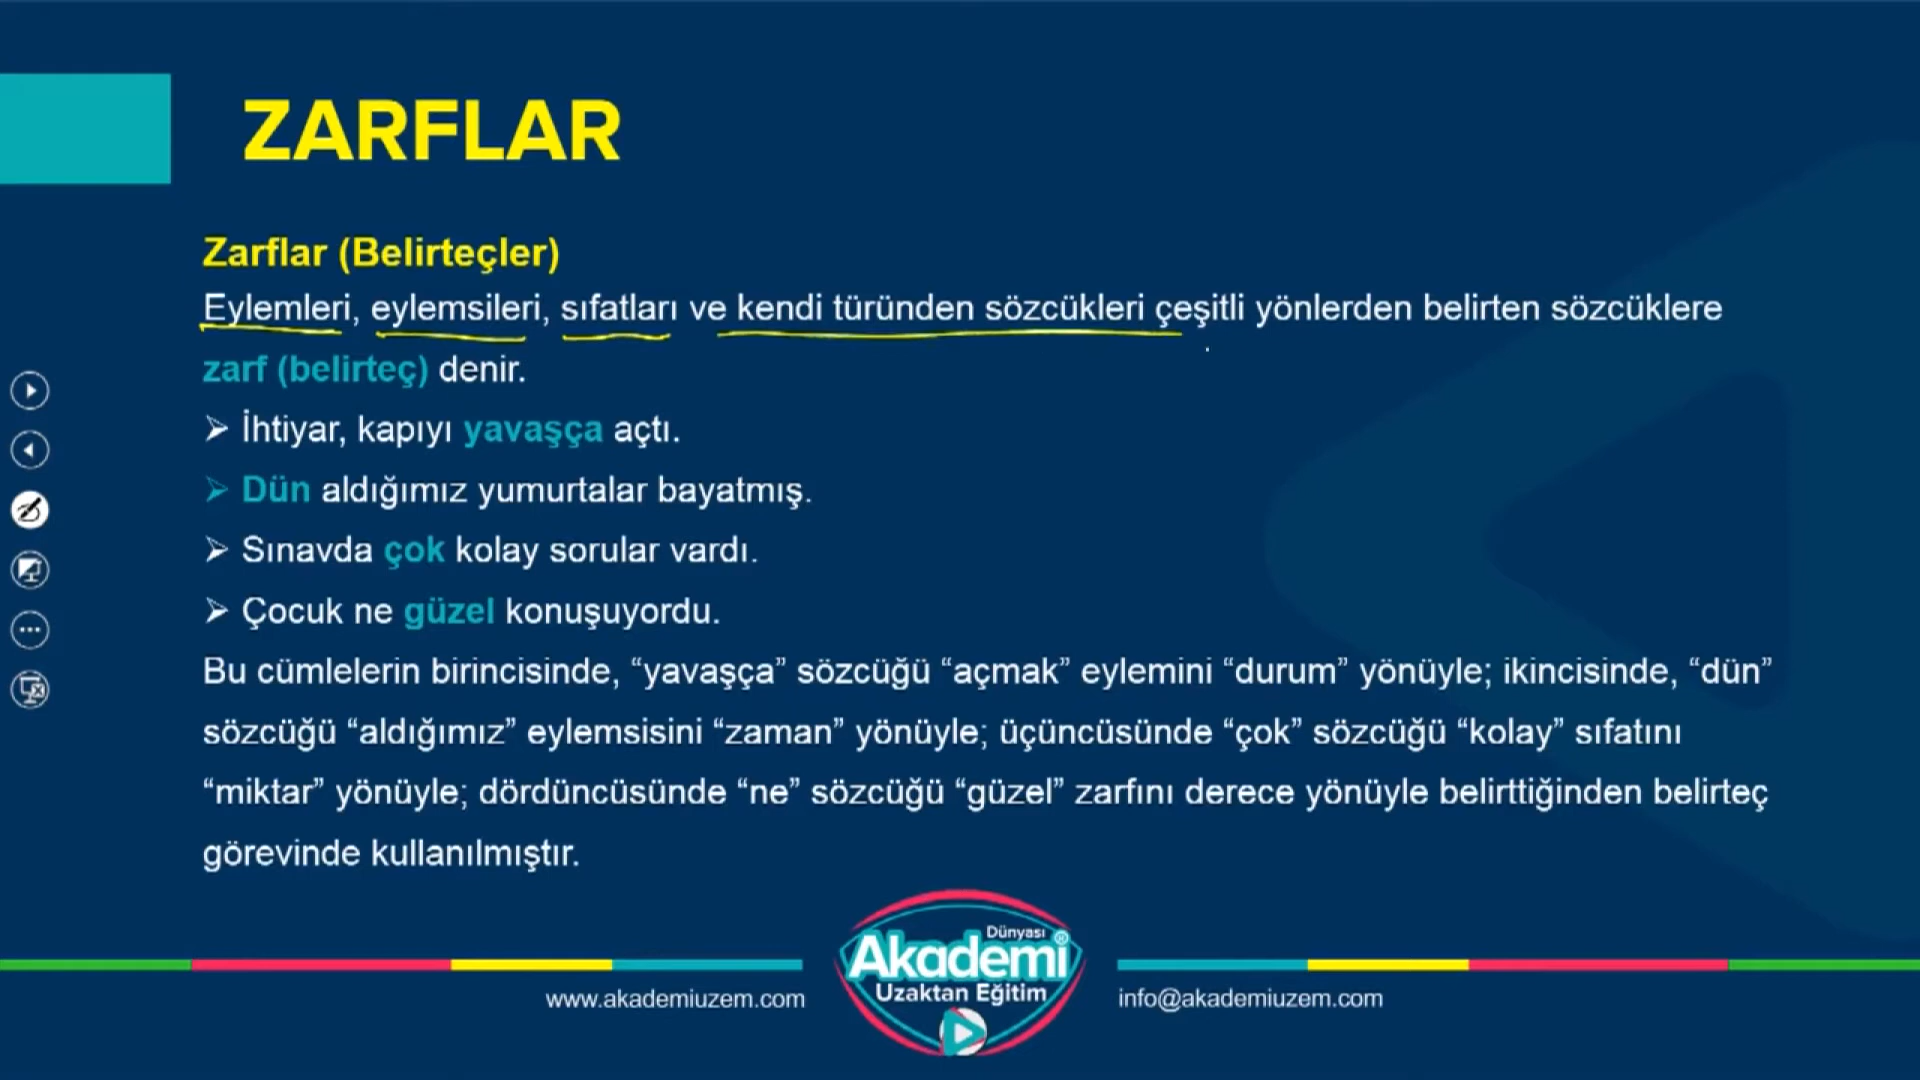 ZARFLAR
Zarflar (Belirteçler)
Eylemleri, eylemsileri, sıfatları ve kendi türünden sözcükleri çeşitli yönlerden belirten sözcüklere
zarf (belirteç) denir.
➢ İhtiyar, kapıyı yavaşça açtı.
➢ Dün aldığımız yumurtalar bayatmış.
➢ Sınavda çok kolay sorular vardı.
➢ Çocuk ne güzel konuşuyordu.
Bu cümlelerin birincisinde, “yavaşça” sözcüğü “açmak” eylemini “durum” yönüyle; ikincisinde, “dün”
sözcüğü “aldığımız” eylemsisini “zaman” yönüyle; üçüncüsünde “çok” sözcüğü “kolay” sıfatını
“miktar” yönüyle; dördüncüsünde “ne” sözcüğü “güzel” zarfını derece yönüyle belirttiğinden belirteç
görevinde kullanılmıştır.
Dünyası
Akademi®
Uzaktan Eğitim
www.akademiuzem.com
info@akademiuzem.com